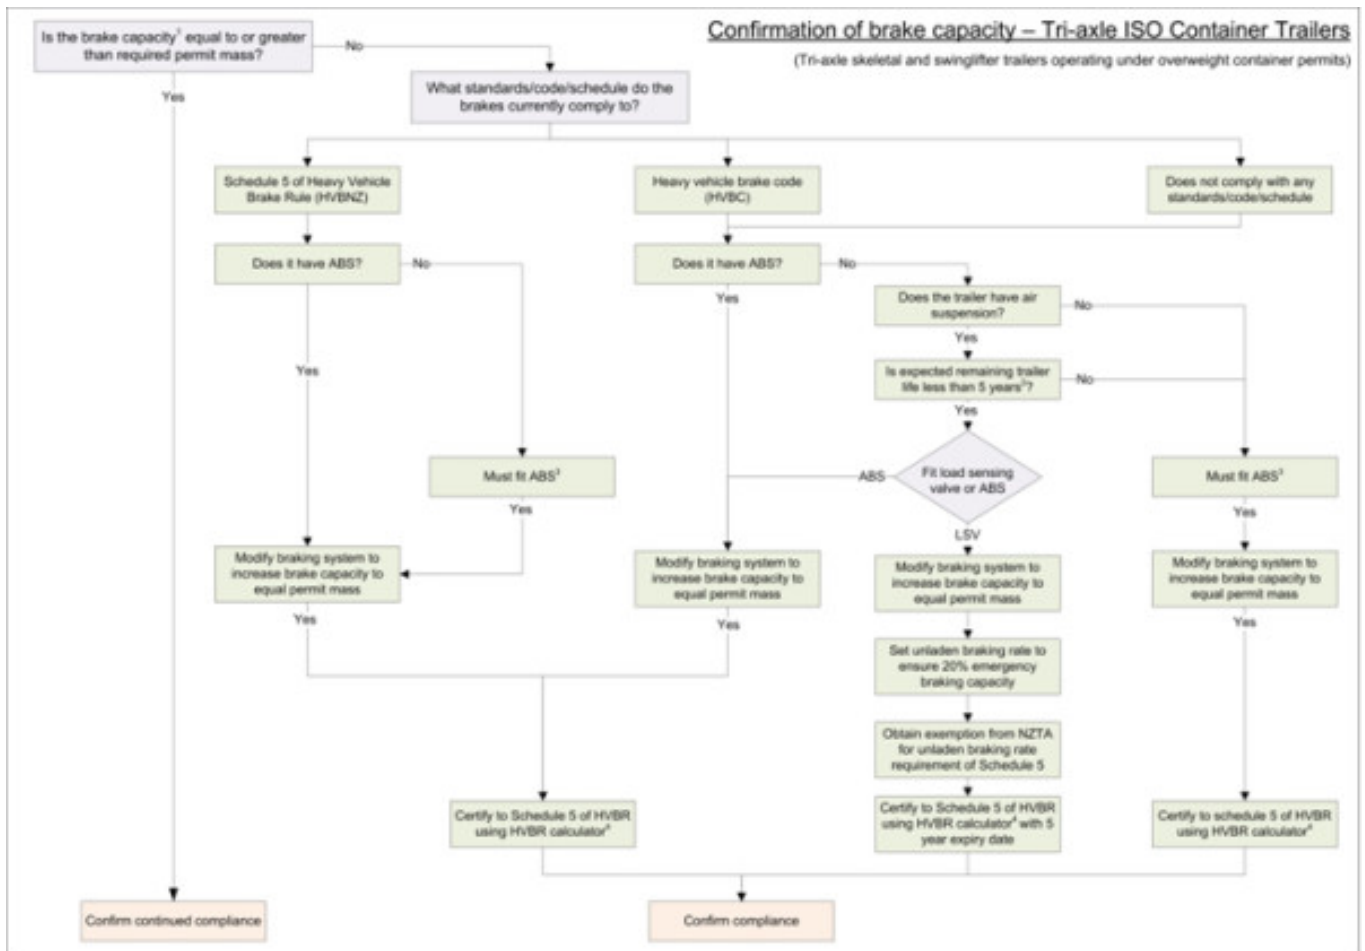 Confirmation of brake capacity – Tri-axle ISO Container Trailers
(Tri-axle skeletal and swinglifter trailers operating under overweight container permits)
Is the brake capacity¹ equal to or greater
than required permit mass?
No
Yes
What standards/code/schedule do the
brakes currently comply to?
Schedule 5 of Heavy Vehicle
Brake Rule (HVBNZ)
Heavy vehicle brake code
(HVBC)
Does not comply with any
standards/code/schedule
Does it have ABS?
No
Does it have ABS?
No
Yes
Does the trailer have air
suspension?
No
Yes
Yes
Is expected remaining trailer
life less than 5 years²?
No
Yes
Must fit ABS³
ABS
Fit load sensing
valve or ABS
Must fit ABS³
Yes
Yes
LSV
Modify braking system to
increase brake capacity to
equal permit mass
Modify braking system to
increase brake capacity to
equal permit mass
Modify braking system to
increase brake capacity to
equal permit mass
Modify braking system to
increase brake capacity to
equal permit mass
Yes
Yes
Yes
Set unladen braking rate to
ensure 20% emergency
braking capacity
Obtain exemption from NZTA
for unladen braking rate
requirement of Schedule 5
Certify to Schedule 5 of HVBR
using HVBR calculator⁴
Certify to Schedule 5 of HVBR
using HVBR calculator⁴ with 5
year expiry date
Certify to schedule 5 of HVBR
using HVBR calculator⁴
Confirm continued compliance
Confirm compliance